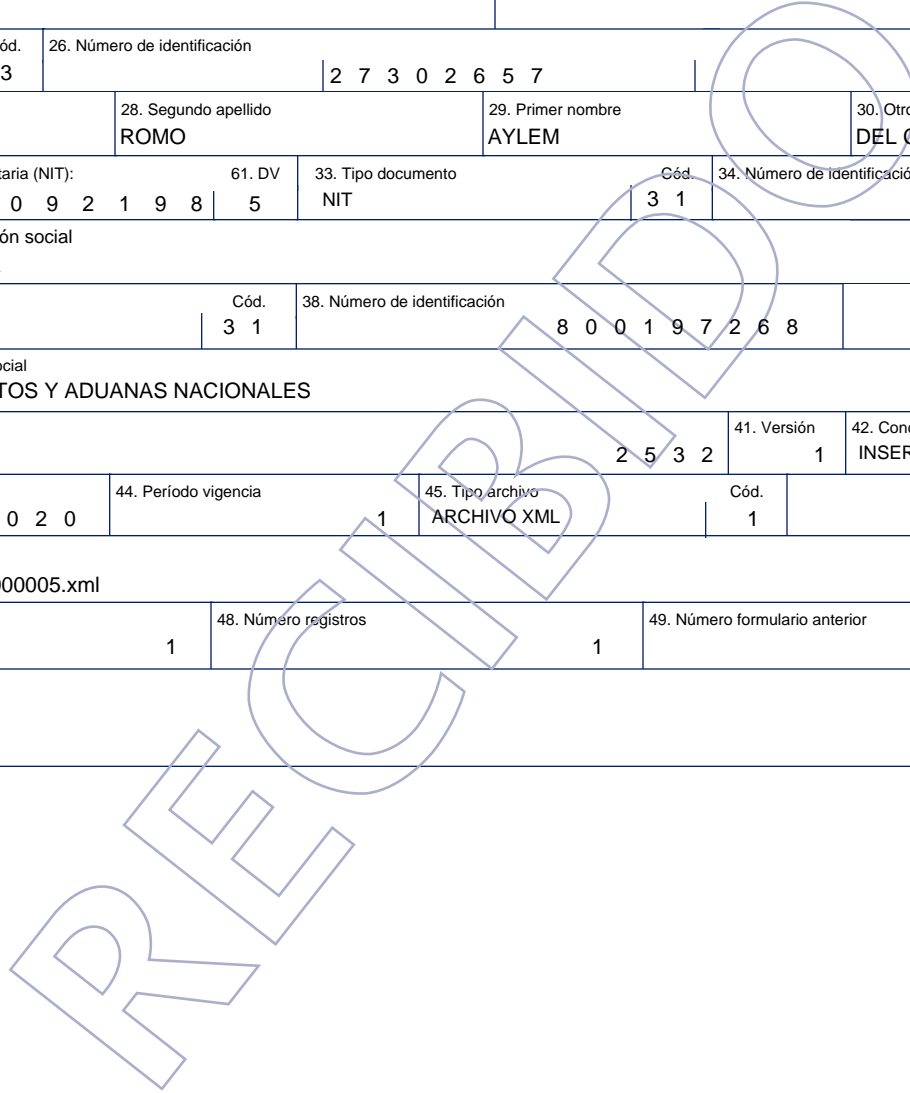 ód. 26. Número de identificación
3 2 7 3 0 2 6 5 7
28. Segundo apellido 29. Primer nombre 30. Otro
ROMO AYLEM DEL
taria (NIT): 61. DV 33. Tipo documento Cód. 34. Número de identificació
0 9 2 1 9 8 5 NIT 3 1
ón social
Cód. 38. Número de identificación
3 1 8 0 0 1 9 7 2 6 8
ocial
TOS Y ADUANAS NACIONALES
41. Versión 42. Conc
2 5 3 2 1 INSER
44. Período vigencia 45. Tipo archivo Cód.
0 2 0 1 ARCHIVO XML 1
000005.xml
48. Número registros 49. Número formulario anterior
1 1
RECIBIDO